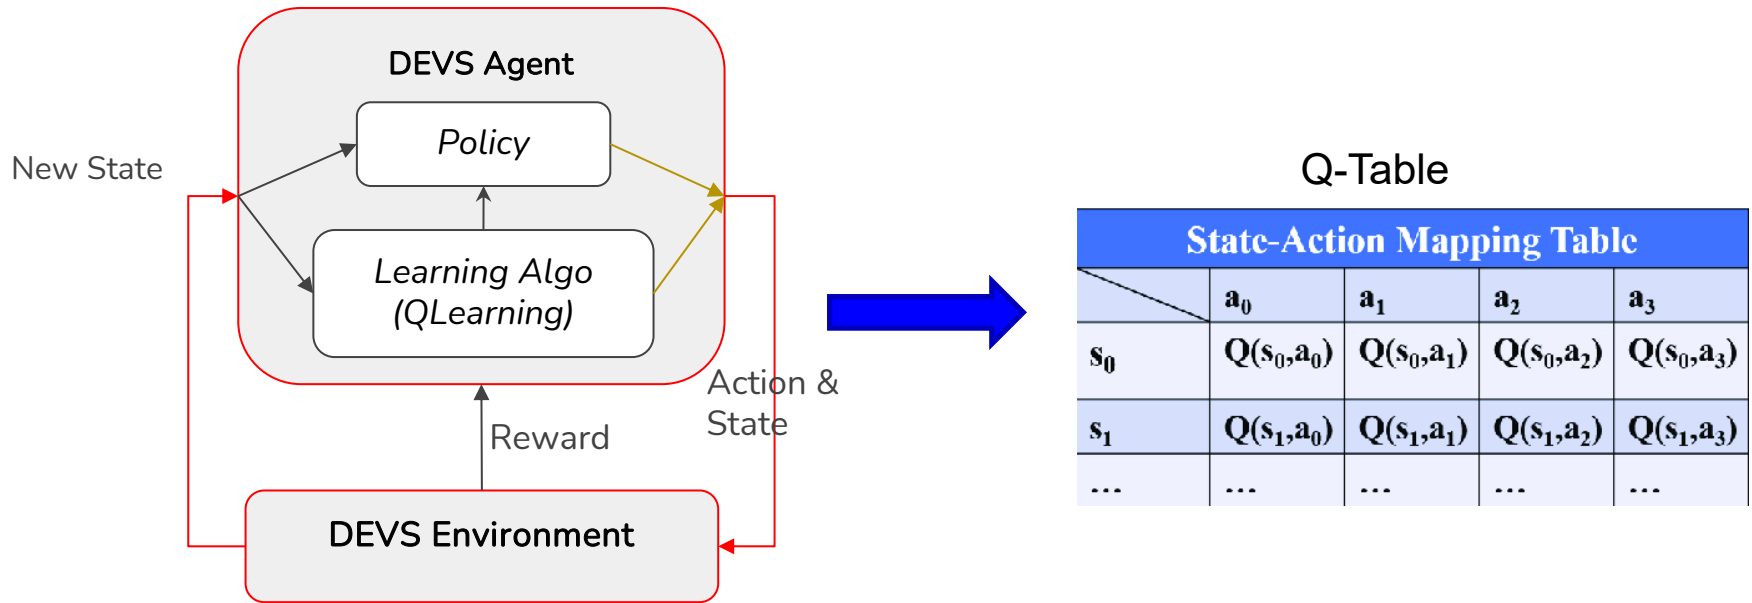 DEVS Agent
Policy
New State
Learning Algo
(QLearning)
Action &
State
Reward
DEVS Environment
Q-Table
State-Action Mapping Table
a₀ a₁ a₂ a₃
s₀ Q(s₀,a₀) Q(s₀,a₁) Q(s₀,a₂) Q(s₀,a₃)
s₁ Q(s₁,a₀) Q(s₁,a₁) Q(s₁,a₂) Q(s₁,a₃)
... ... ... ... ...